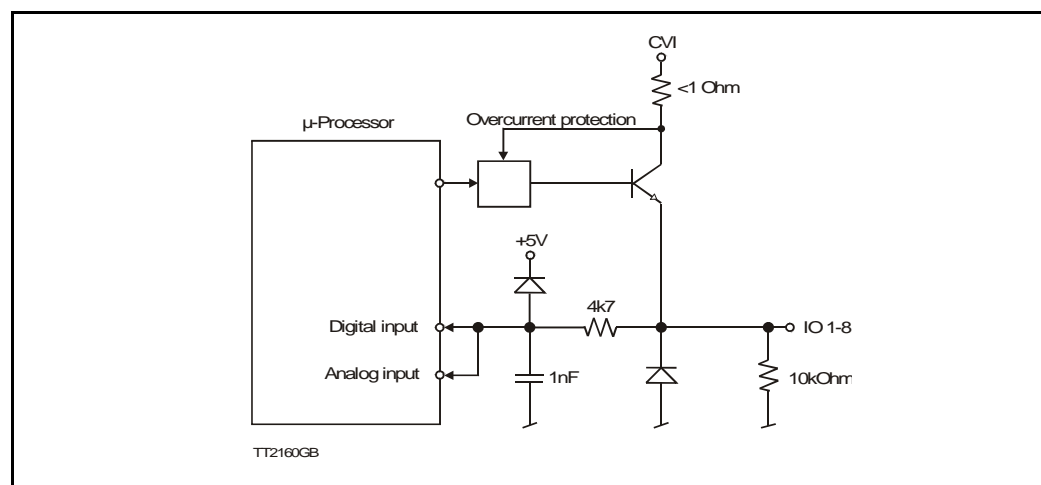 CVI
<1 Ohm
µ-Processor
Overcurrent protection
+5V
4k7
Digital input
IO 1-8
Analog input
1nF
10kOhm
TT2160GB